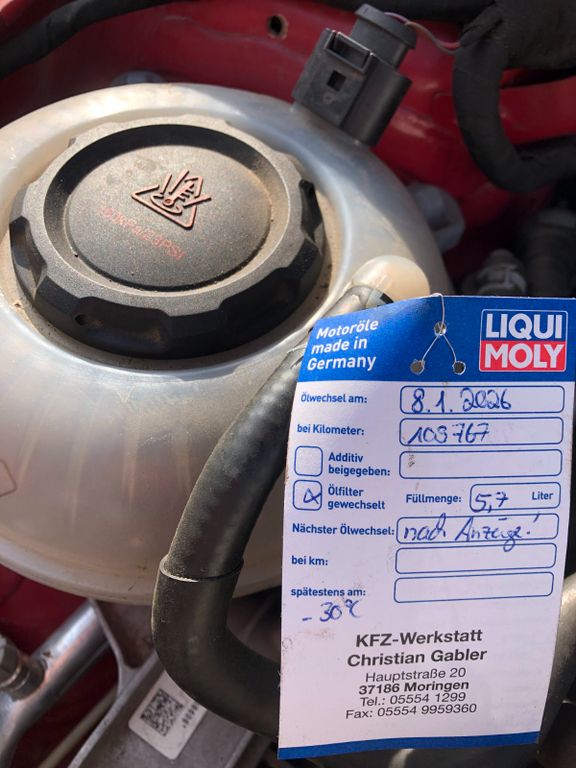 Motoröle
made in
Germany
LIQUI
MOLY
Ölwechsel am: 8.1.2026
bei Kilometer: 103767
Additiv
beigegeben:
Ölfilter
gewechselt
Füllmenge: 5,7 Liter
Nächster Ölwechsel: nach Anzeige!
bei km:
spätestens am:
-30°C
KFZ-Werkstatt
Christian Gabler
Hauptstraße 20
37186 Moringen
Tel.: 05554 1299
Fax: 05554 9959360